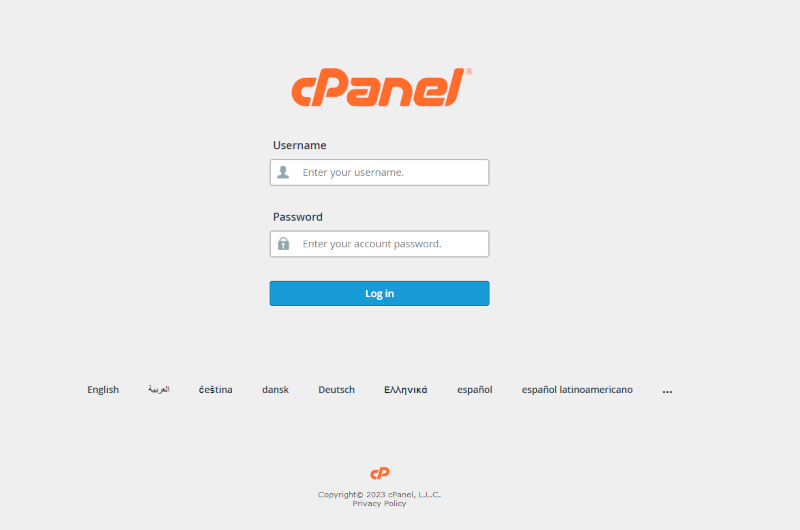 cPanel®
Username
Enter your username.
Password
Enter your account password.
Log in
English العربية čeština dansk Deutsch Ελληνικά español español latinoamericano ...
cP
Copyright© 2023 cPanel, L.L.C.
Privacy Policy